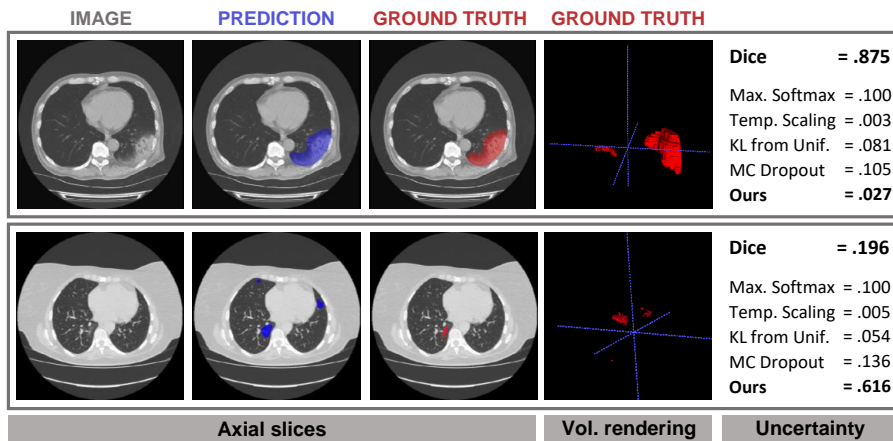 IMAGE PREDICTION GROUND TRUTH GROUND TRUTH
Dice = .875
Max. Softmax = .100
Temp. Scaling = .003
KL from Unif. = .081
MC Dropout = .105
Ours = .027
Dice = .196
Max. Softmax = .100
Temp. Scaling = .005
KL from Unif. = .054
MC Dropout = .136
Ours = .616
Axial slices Vol. rendering Uncertainty